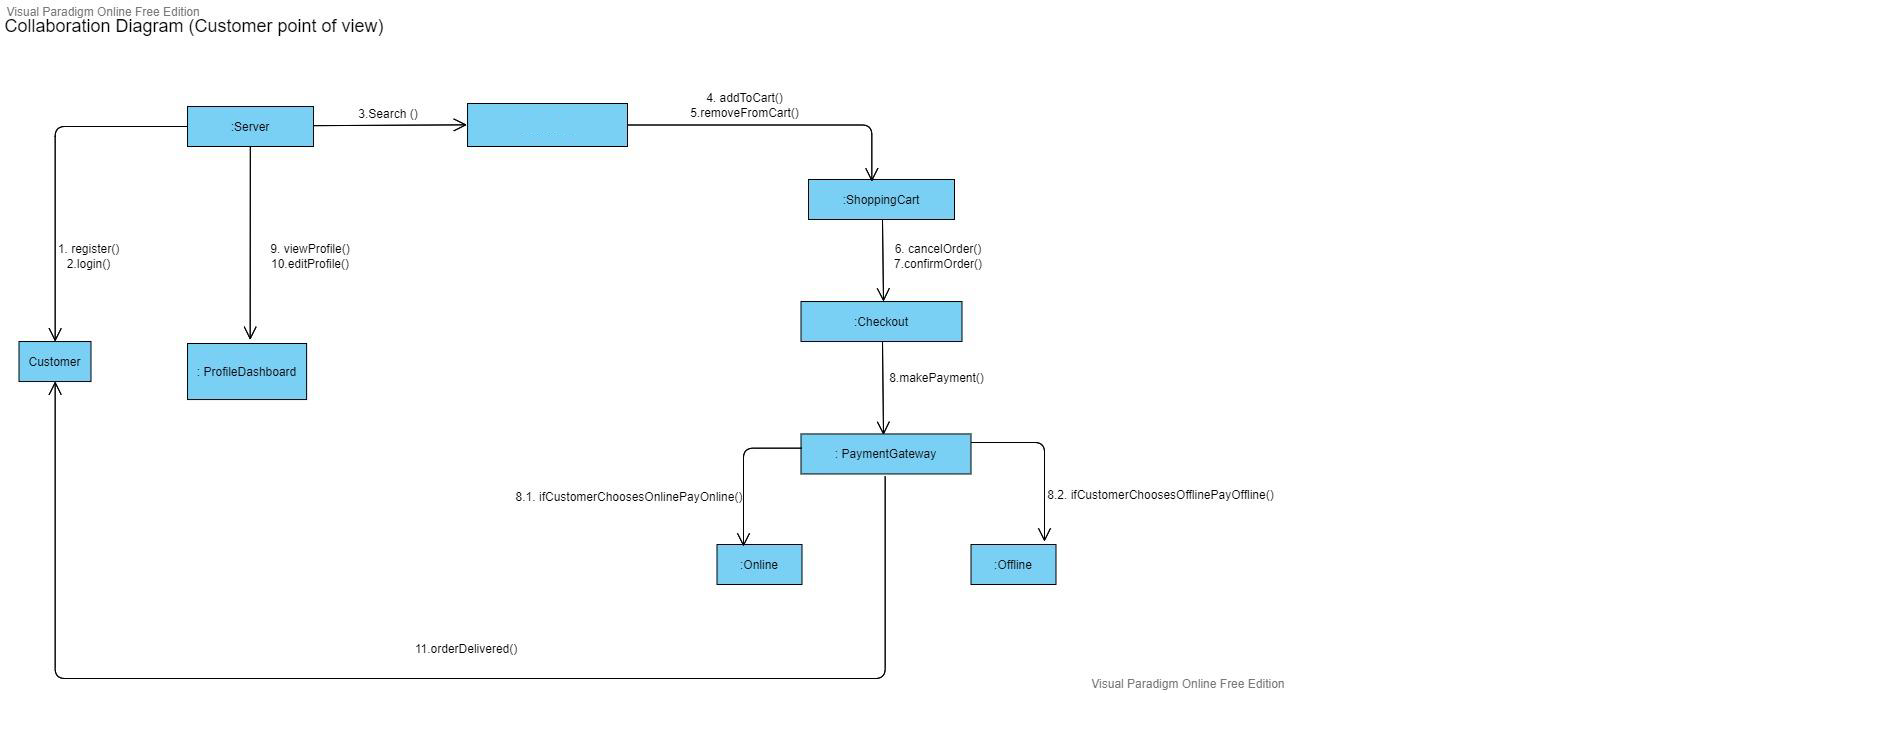 Visual Paradigm Online Free Edition
Collaboration Diagram (Customer point of view)
:Server
3.Search ()
4. addToCart()
5.removeFromCart()
:ShoppingCart
1. register()
2.login()
9. viewProfile()
10.editProfile()
6. cancelOrder()
7.confirmOrder()
:Checkout
Customer
: ProfileDashboard
8.makePayment()
: PaymentGateway
8.1. ifCustomerChoosesOnlinePayOnline()
8.2. ifCustomerChoosesOfflinePayOffline()
:Online
:Offline
11.orderDelivered()
Visual Paradigm Online Free Edition